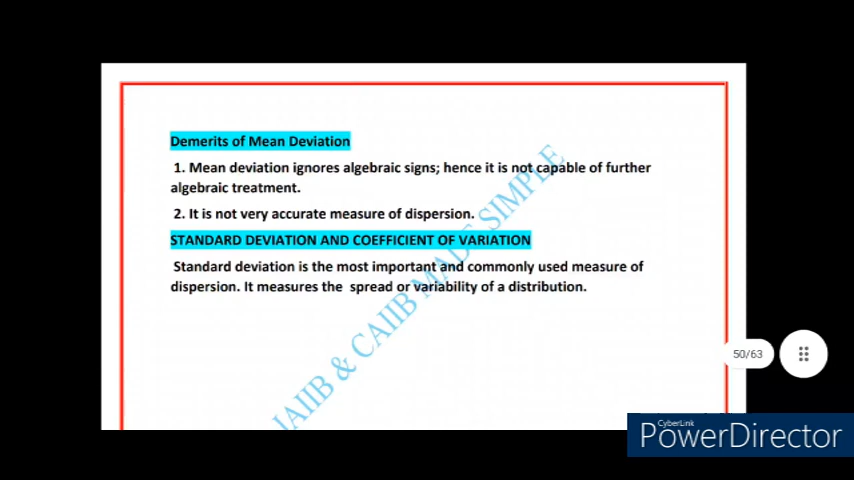 Demerits of Mean Deviation
1. Mean deviation ignores algebraic signs; hence it is not capable of further
algebraic treatment.
2. It is not very accurate measure of dispersion.
STANDARD DEVIATION AND COEFFICIENT OF VARIATION
Standard deviation is the most important and commonly used measure of
dispersion. It measures the spread or variability of a distribution.
JAIIB & CAIIB MADE SIMPLE
50/63
CyberLink
PowerDirector